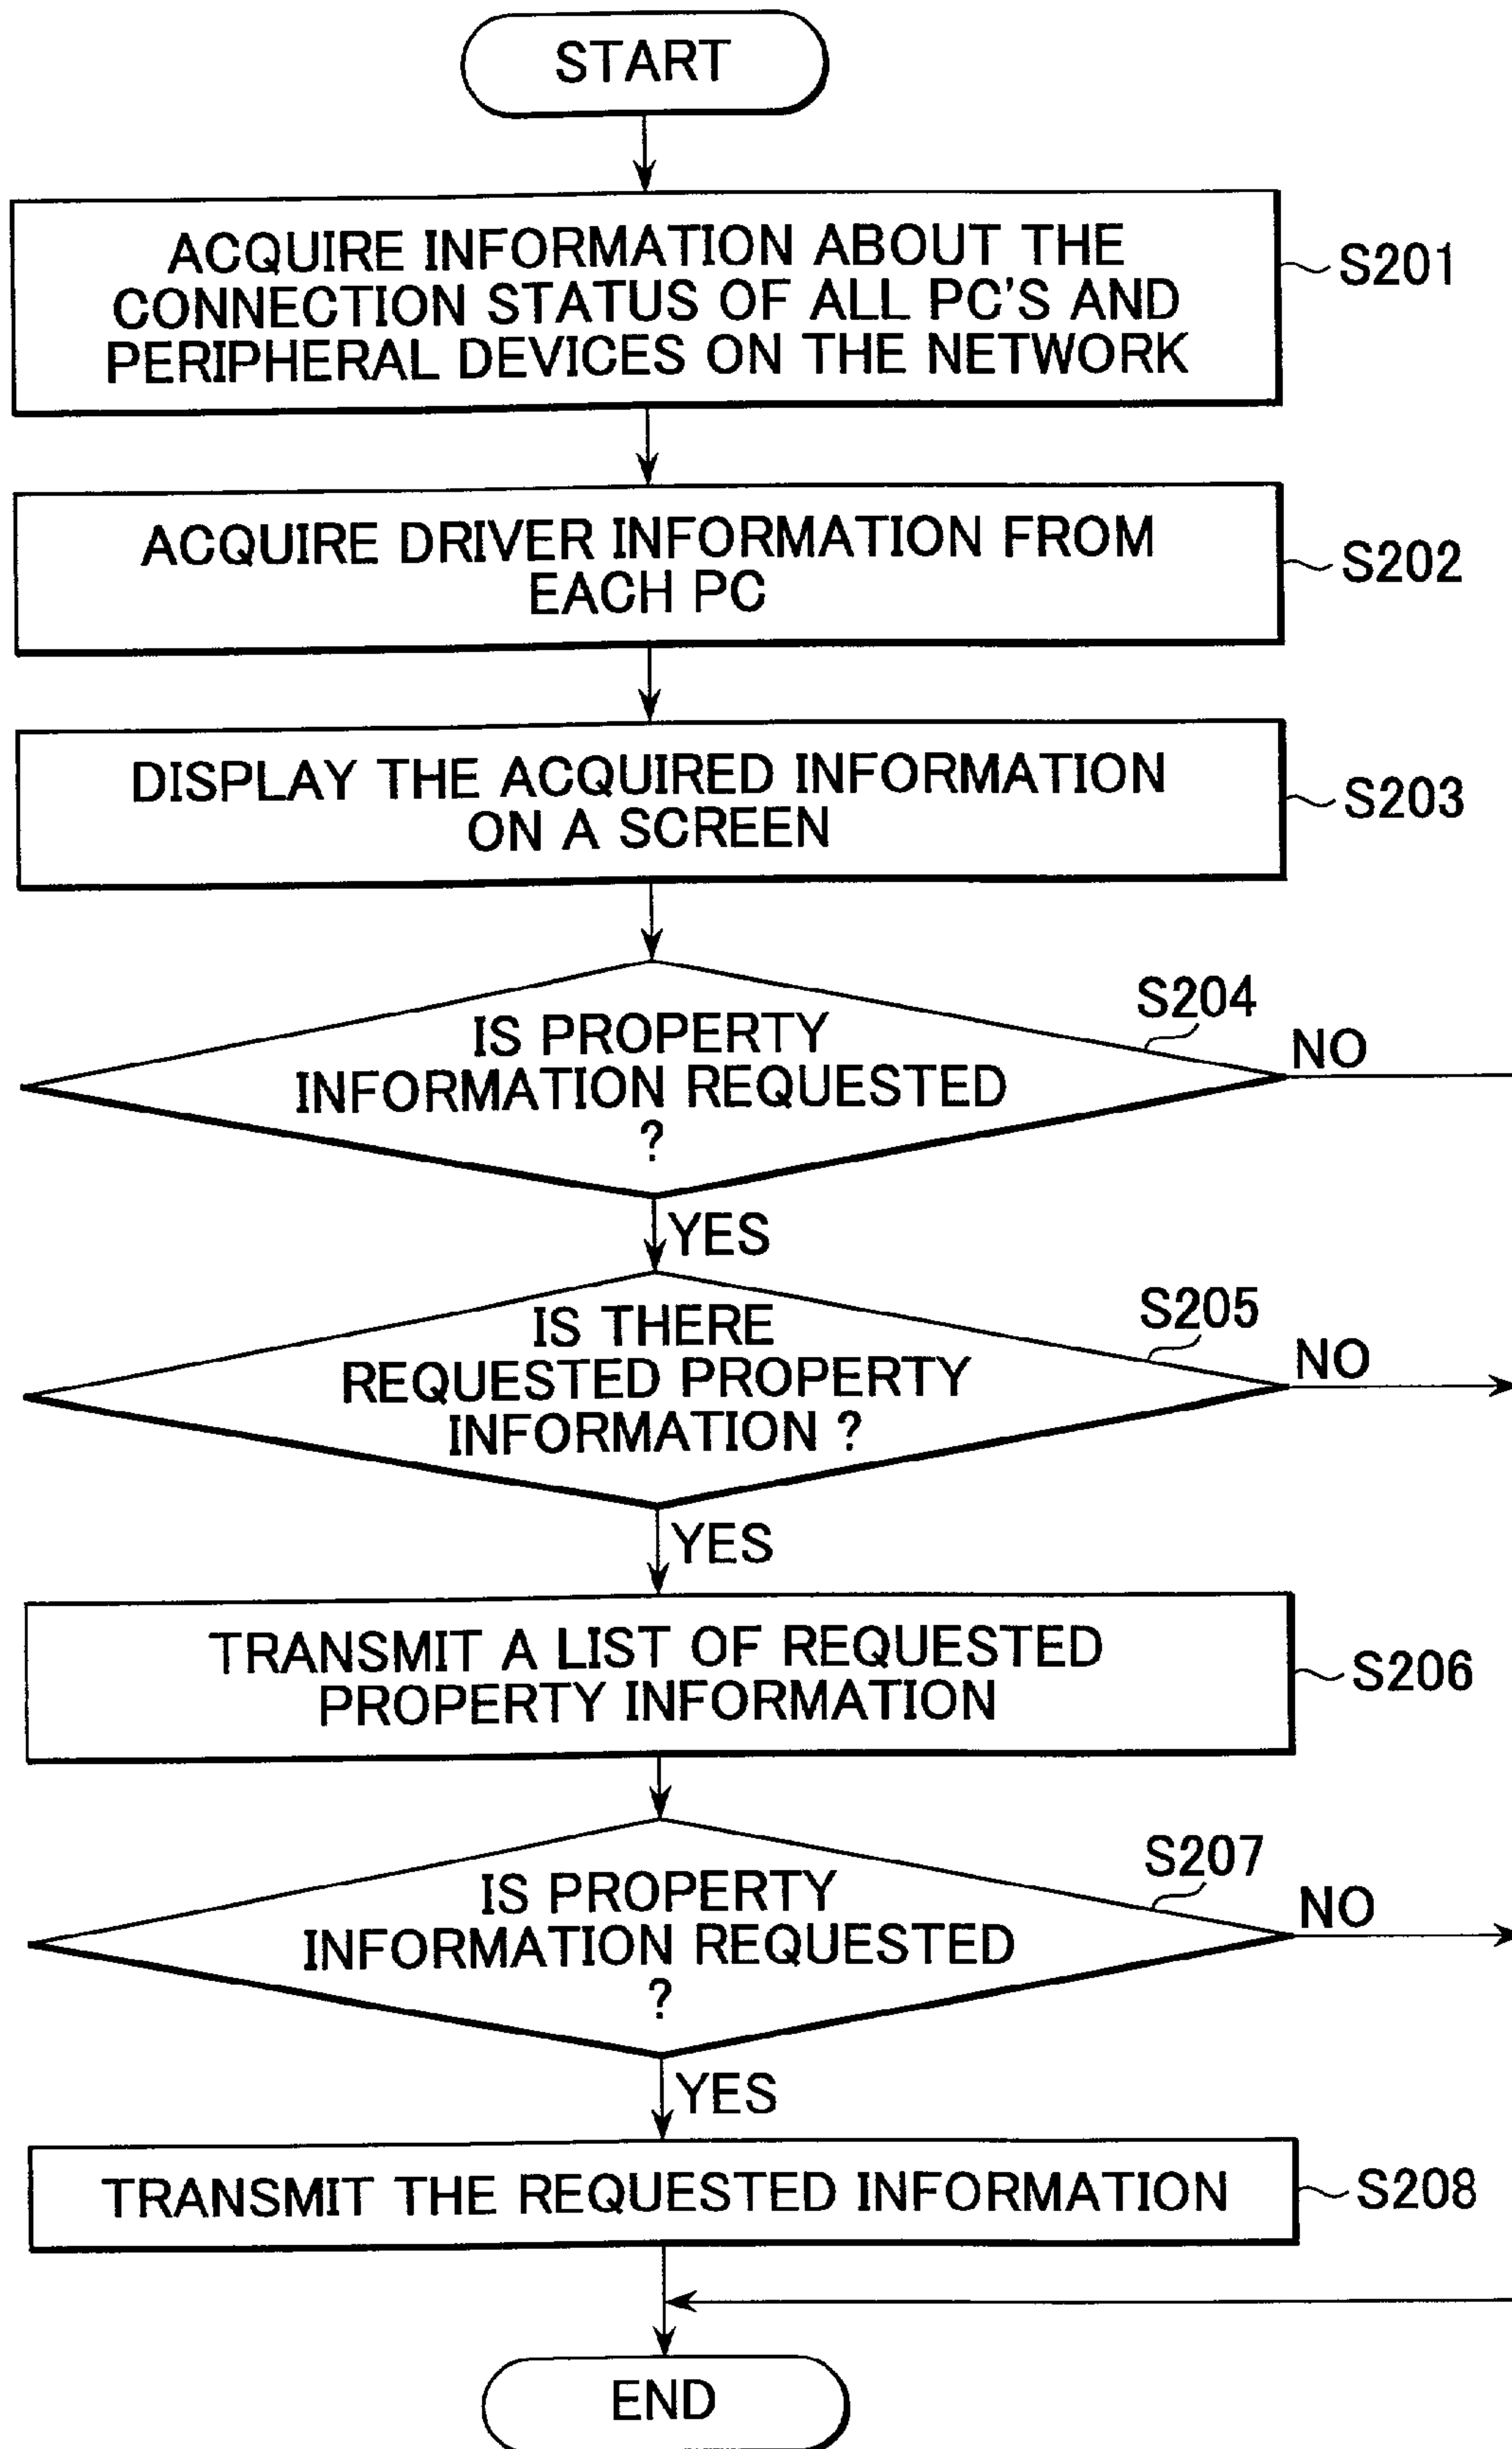 START
ACQUIRE INFORMATION ABOUT THE
CONNECTION STATUS OF ALL PC'S AND
PERIPHERAL DEVICES ON THE NETWORK
S201
ACQUIRE DRIVER INFORMATION FROM
EACH PC
S202
DISPLAY THE ACQUIRED INFORMATION
ON A SCREEN
S203
IS PROPERTY
INFORMATION REQUESTED
?
S204
NO
YES
IS THERE
REQUESTED PROPERTY
INFORMATION ?
S205
NO
YES
TRANSMIT A LIST OF REQUESTED
PROPERTY INFORMATION
S206
IS PROPERTY
INFORMATION REQUESTED
?
S207
NO
YES
TRANSMIT THE REQUESTED INFORMATION
S208
END